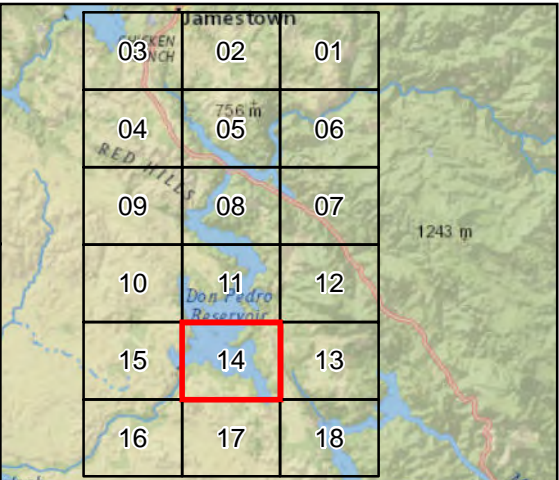 Jamestown
03 02 01
CHICKEN
NCH
756 m
04 05 06
RED HILLS
09 08 07
1243 m
10 11 12
Don Pedro
Reservoir
15 14 13
16 17 18